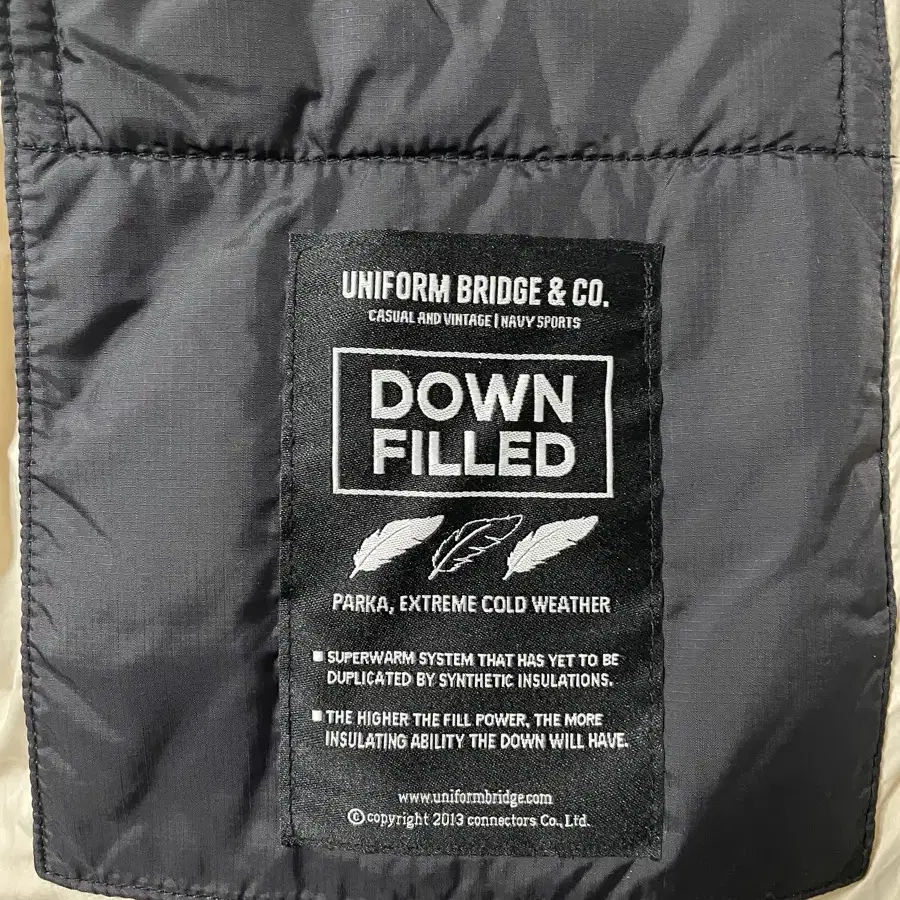 UNIFORM BRIDGE & CO.
CASUAL AND VINTAGE | NAVY SPORTS
DOWN
FILLED
PARKA, EXTREME COLD WEATHER
■ SUPERWARM SYSTEM THAT HAS YET TO BE
DUPLICATED BY SYNTHETIC INSULATIONS.
■ THE HIGHER THE FILL POWER, THE MORE
INSULATING ABILITY THE DOWN WILL HAVE.
www.uniformbridge.com
©copyright 2013 connectors Co., Ltd.